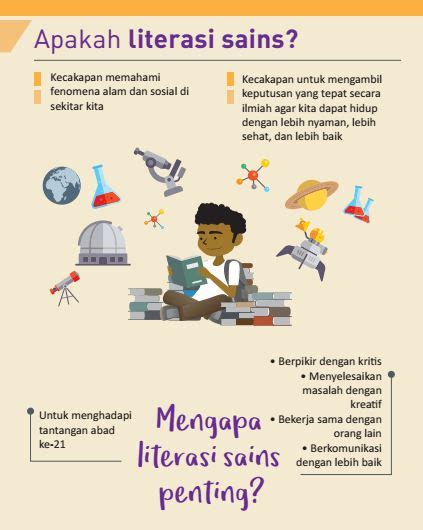 Apakah literasi sains?
Kecakapan memahami
fenomena alam dan sosial di
sekitar kita
Kecakapan untuk mengambil
keputusan yang tepat secara
ilmiah agar kita dapat hidup
dengan lebih nyaman, lebih
sehat, dan lebih baik
Untuk menghadapi
tantangan abad
ke-21
Mengapa
literasi sains
penting?
• Berpikir dengan kritis
• Menyelesaikan
masalah dengan
kreatif
• Bekerja sama dengan
orang lain
• Berkomunikasi
dengan lebih baik